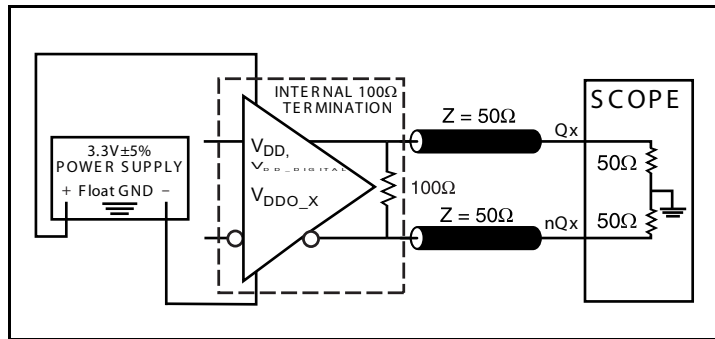 INTERNAL 100Ω
TERMINATION
3.3V±5%
POWER SUPPLY
+ Float GND −
VDD,
VDD_DIGITAL
VDDO_X
100Ω
Z = 50Ω
Z = 50Ω
Qx
nQx
SCOPE
50Ω
50Ω